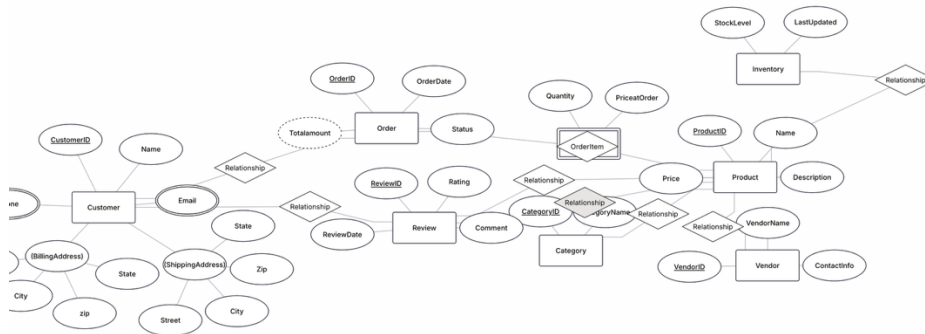 StockLevel
LastUpdated
Inventory
Relationship
OrderID
OrderDate
Totalamount
Order
Status
Quantity
PriceatOrder
OrderItem
CustomerID
Name
Relationship
ProductID
Name
one
Customer
Email
Relationship
ReviewID
Rating
Relationship
Price
Product
Description
Relationship
CategoryID
egoryName
Relationship
Relationship
VendorName
ReviewDate
Review
Comment
State
Category
(BillingAddress)
(ShippingAddress)
State
Zip
VendorID
Vendor
ContactInfo
City
zip
Street
City